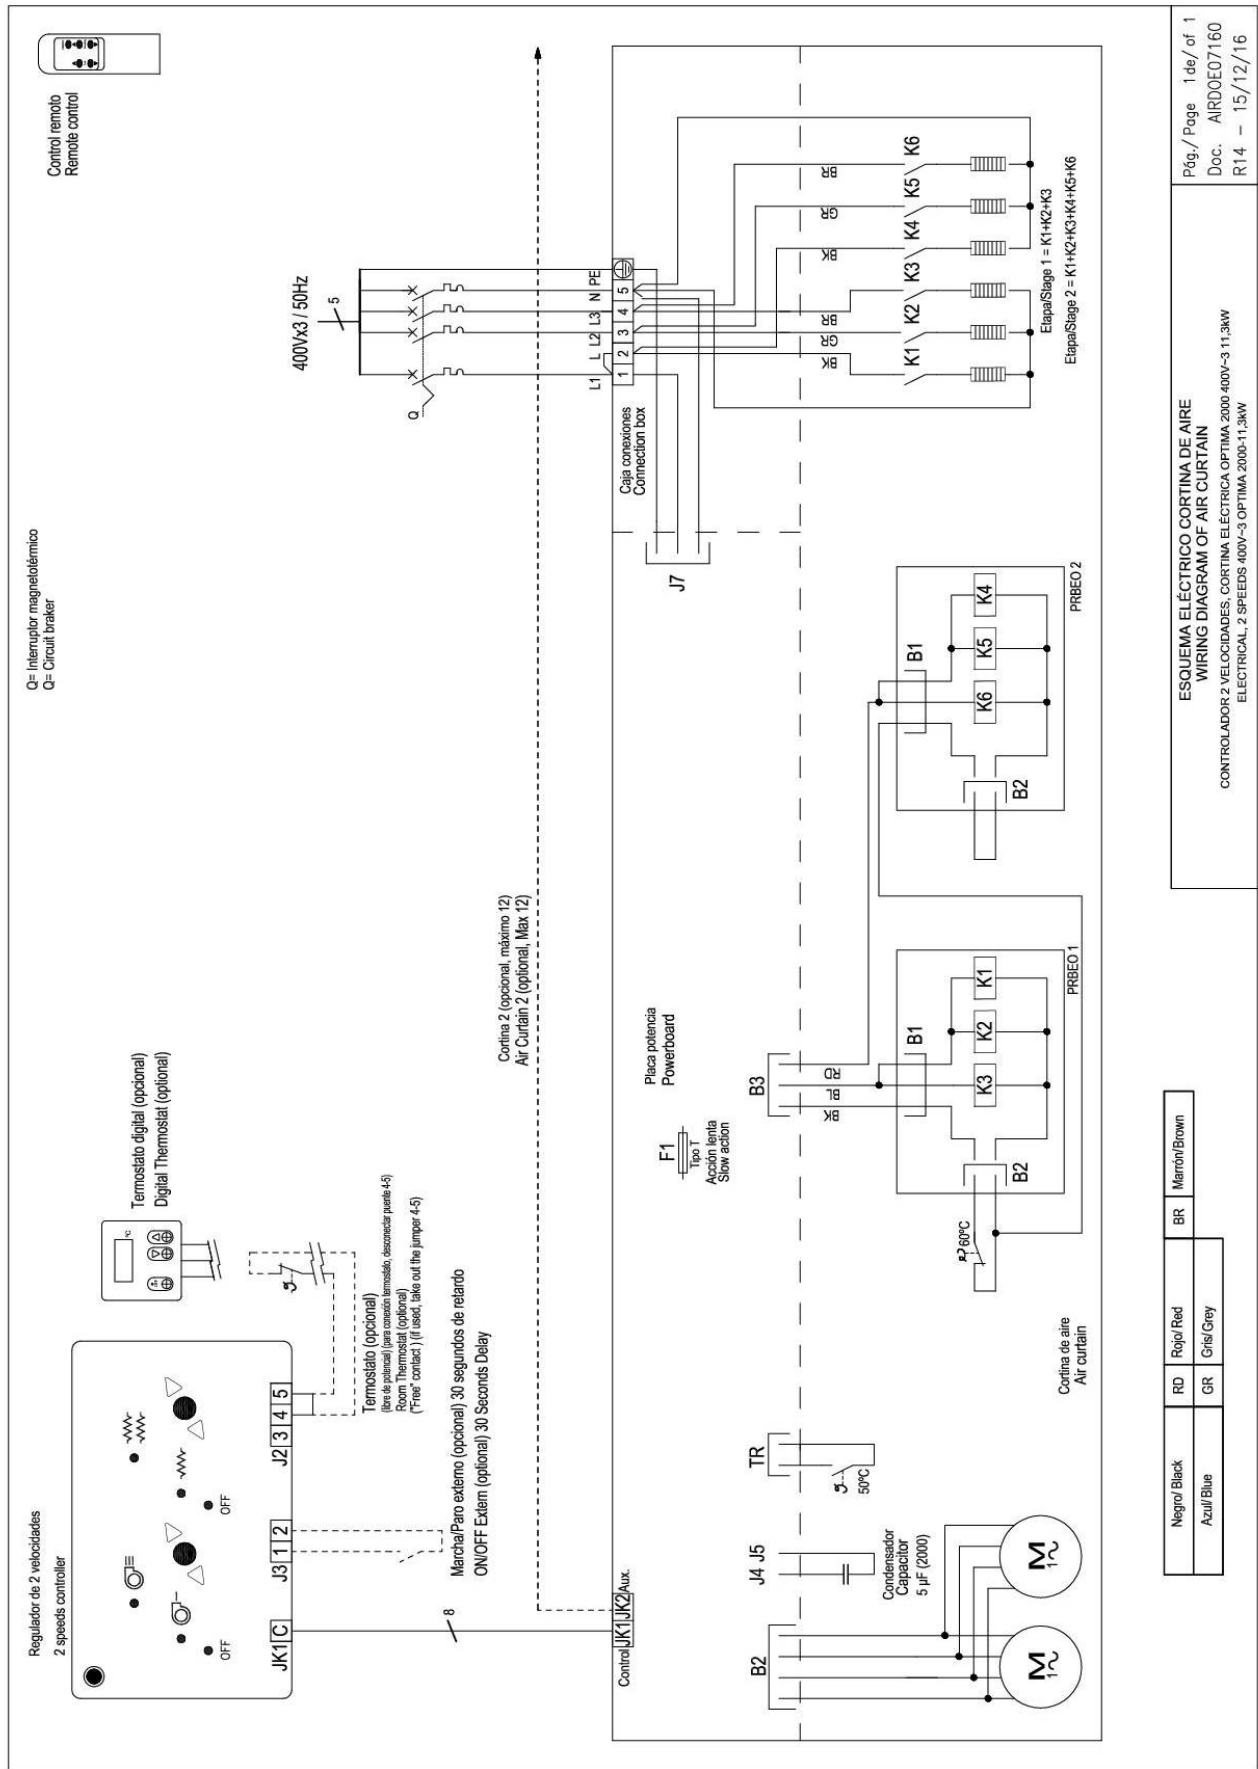 Regulador de 2 velocidades
2 speeds controller
OFF
OFF
JK1 C
J3 1 2
J2 3 4 5
Termostato digital (opcional)
Digital Thermostat (optional)
°C
Termostato (opcional)
(libre de potencial) (para conexión termostato, desconectar puente 4-5)
Room Thermostat (optional)
("Free" contact ) (if used, take out the jumper 4-5)
Marcha/Paro externo (opcional) 30 segundos de retardo
ON/OFF Extern (optional) 30 Seconds Delay
8
Q= Interruptor magnetotérmico
Q= Circuit braker
Control remoto
Remote control
400Vx3 / 50Hz
5
Q
Cortina 2 (opcional, máximo 12)
Air Curtain 2 (optional, Max 12)
L1 L L2 L3 N PE
1 2 3 4 5
Caja conexiones
Connection box
Control JK1 JK2 Aux.
Placa potencia
Powerboard
F1
Tipo T
Acción lenta
Slow action
J7
B2
J4 J5
TR
B3
Condensador
Capacitor
5 µF (2000)
50ºC
BK BL RD
BK GR BR BK GR BR
K1 K2 K3 K4 K5 K6
Etapa/Stage 1 = K1+K2+K3
Etapa/Stage 2 = K1+K2+K3+K4+K5+K6
M
1~
M
1~
Cortina de aire
Air curtain
60ºC
B2
B1
K3 K2 K1
PRBEO 1
B2
B1
K6 K5 K4
PRBEO 2
Negro/ Black RD Rojo/ Red BR Marrón/Brown
Azul/ Blue GR Gris/Grey
ESQUEMA ELÉCTRICO CORTINA DE AIRE
WIRING DIAGRAM OF AIR CURTAIN
CONTROLADOR 2 VELOCIDADES, CORTINA ELÉCTRICA OPTIMA 2000 400V~3 11,3kW
ELECTRICAL, 2 SPEEDS 400V~3 OPTIMA 2000-11,3kW
Pág./ Page 1 de/ of 1
Doc. AIRDOE07160
R14 - 15/12/16